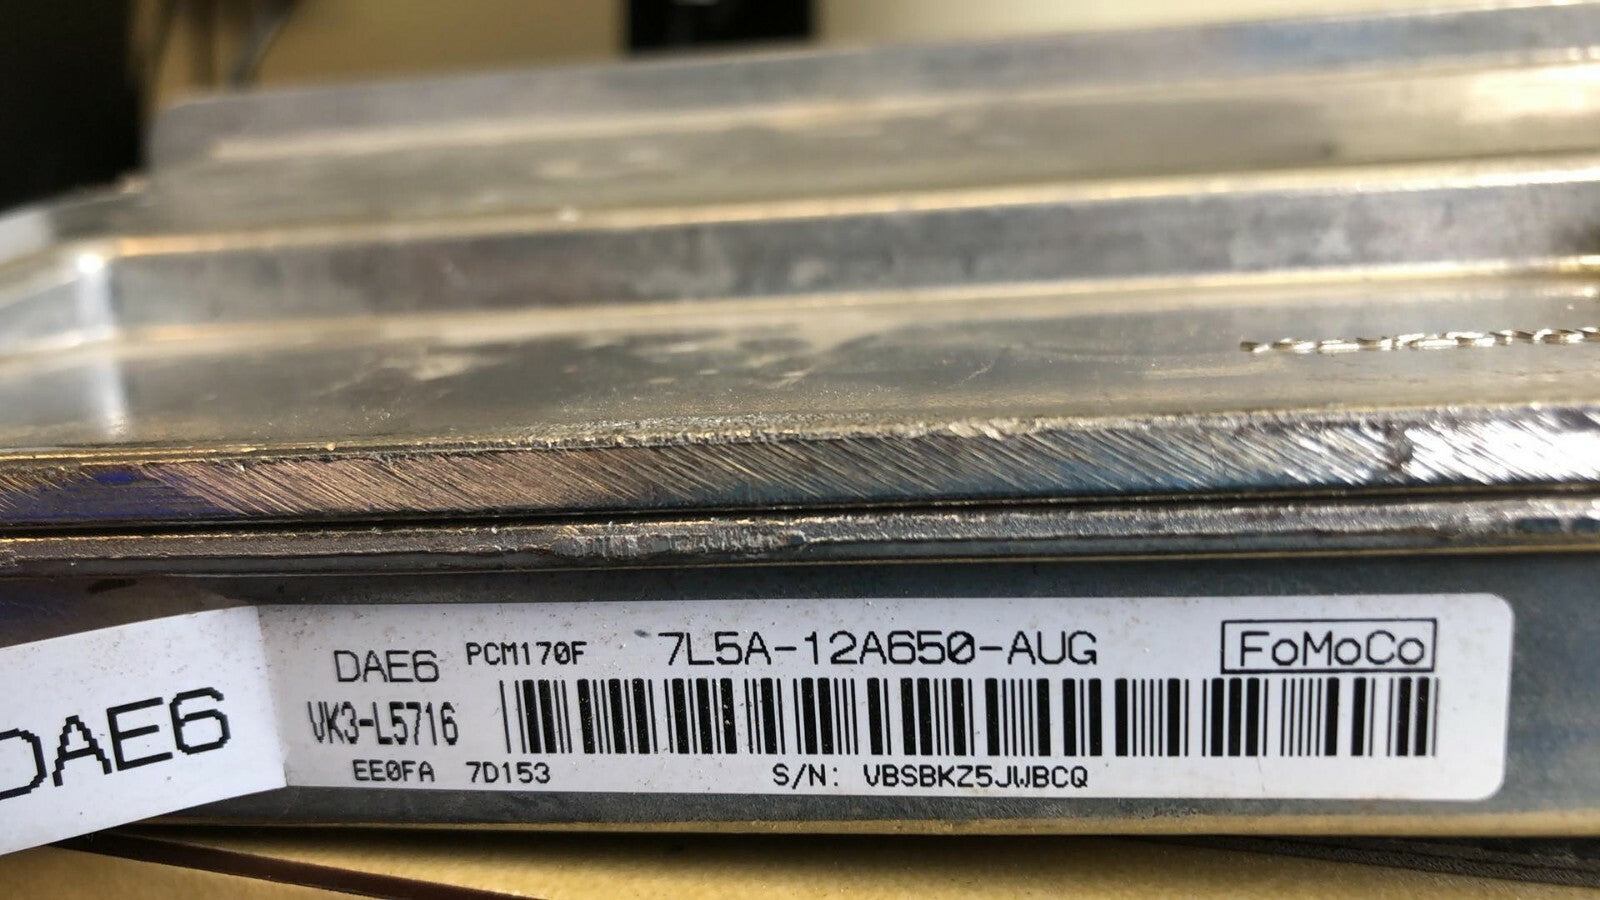 DAE6
DAE6 PCM170F 7L5A-12A650-AUG FoMoCo
VK3-L5716
EE0FA 7D153 S/N: VBSBKZ5JWBCQ